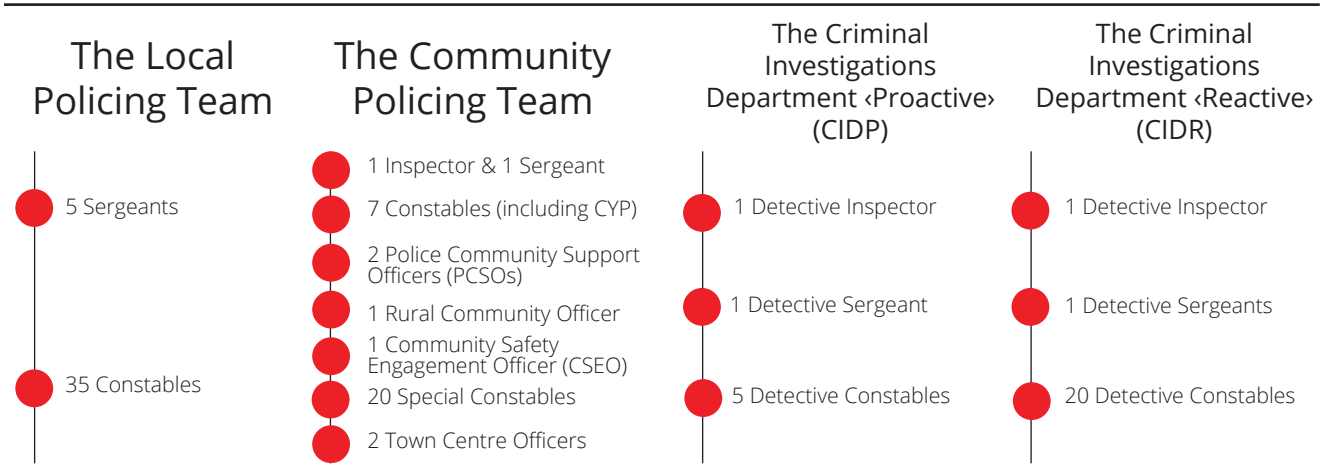 The Local
Policing Team
5 Sergeants
35 Constables
The Community
Policing Team
1 Inspector & 1 Sergeant
7 Constables (including CYP)
2 Police Community Support
Officers (PCSOs)
1 Rural Community Officer
1 Community Safety
Engagement Officer (CSEO)
20 Special Constables
2 Town Centre Officers
The Criminal
Investigations
Department ‹Proactive›
(CIDP)
1 Detective Inspector
1 Detective Sergeant
5 Detective Constables
The Criminal
Investigations
Department ‹Reactive›
(CIDR)
1 Detective Inspector
1 Detective Sergeants
20 Detective Constables